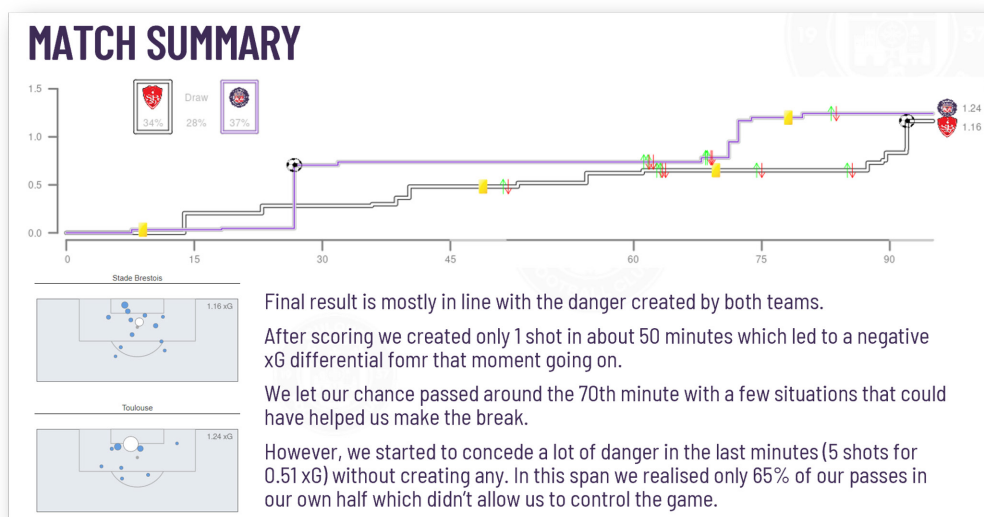 MATCH SUMMARY
1.5
34%
Draw
28%
37%
1.0
0.5
0.0
1.24
1.16
0
15
30
45
60
75
90
Stade Brestois
1.16 xG
Toulouse
1.24 xG
Final result is mostly in line with the danger created by both teams.
After scoring we created only 1 shot in about 50 minutes which led to a negative
xG differential fomr that moment going on.
We let our chance passed around the 70th minute with a few situations that could
have helped us make the break.
However, we started to concede a lot of danger in the last minutes (5 shots for
0.51 xG) without creating any. In this span we realised only 65% of our passes in
our own half which didn't allow us to control the game.